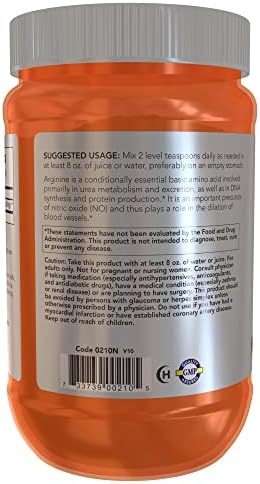 SUGGESTED USAGE: Mix 2 level teaspoons daily as needed in
at least 8 oz. of juice or water, preferably on an empty stomach.
Arginine is a conditionally essential basic amino acid involved
primarily in urea metabolism and excretion, as well as in DNA
synthesis and protein production.* It is an important precursor
of nitric oxide (NO) and thus plays a role in the dilation of
blood vessels.*
*These statements have not been evaluated by the Food and Drug
Administration. This product is not intended to diagnose, treat, cure
or prevent any disease.
Caution: Take this product with at least 8 oz. of water or juice. For
adults only. Not for pregnant or nursing women. Consult physician
if taking medication (especially antihypertensives, anticoagulants,
and antidiabetic drugs), have a medical condition (especially asthma
or renal disease) or are planning to have surgery. This product should
be avoided by persons with glaucoma or herpes simplex unless
otherwise prescribed by a physician. Do not use if you have had a
myocardial infarction or have established coronary artery disease.
Keep out of reach of children.
Code 0210N V10
7 33739 00210 5
GMP